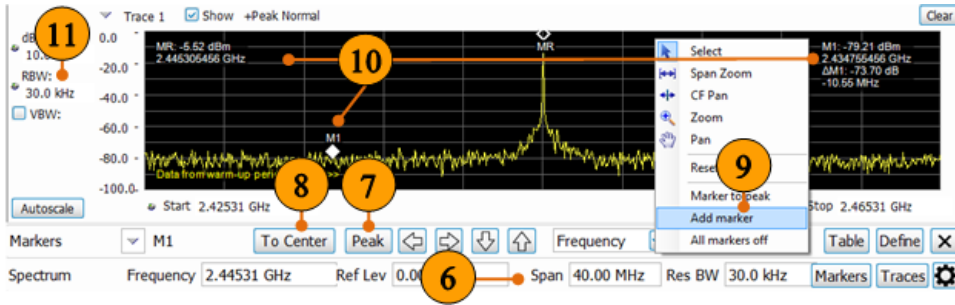 Trace 1 Show +Peak Normal Clear
dB
10.0
RBW:
30.0 kHz
VBW:
11
0.0
-20.0
-40.0
-60.0
-80.0
-100.0
MR: -5.52 dBm
2.445305456 GHz
10
MR
M1
M1: -79.21 dBm
2.434755456 GHz
ΔM1: -73.70 dB
-10.55 MHz
Data from warm-up >>
Select
Span Zoom
CF Pan
Zoom
Pan
Marker to peak
Add marker
All markers off
8
7
9
Autoscale Start 2.42531 GHz Stop 2.46531 GHz
Markers M1 To Center Peak Frequency Table Define
Spectrum Frequency 2.44531 GHz Ref Lev 6 Span 40.00 MHz Res BW 30.0 kHz Markers Traces